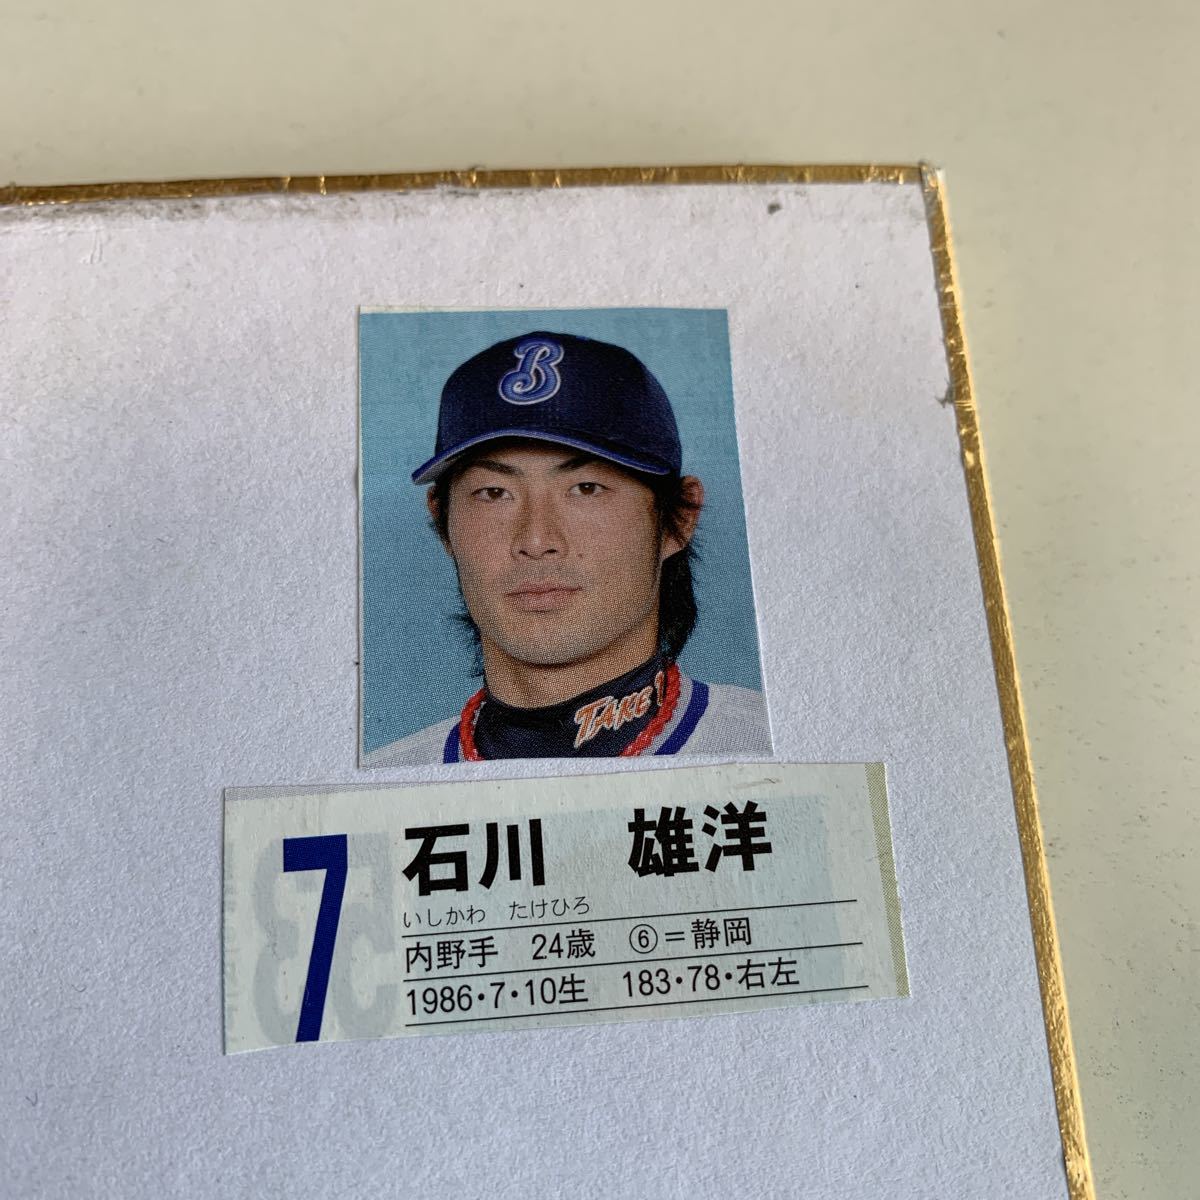 B
TAKE
7
石川 雄洋
いしかわ たけひろ
内野手 24歳 ⑥=静岡
1986・7・10生 183・78・右左